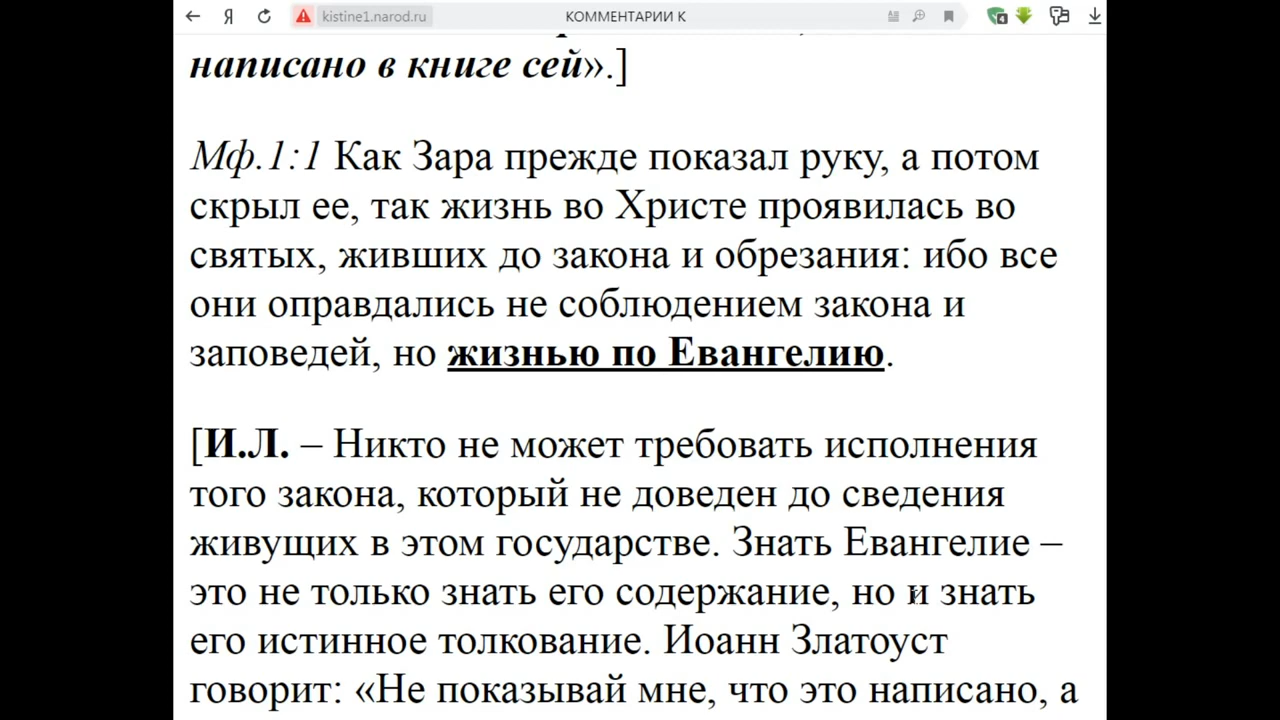 Я
kistine1.narod.ru
КОММЕНТАРИИ К
4
написано в книге сей».]
Мф.1:1 Как Зара прежде показал руку, а потом
скрыл ее, так жизнь во Христе проявилась во
святых, живших до закона и обрезания: ибо все
они оправдались не соблюдением закона и
заповедей, но жизнью по Евангелию.
[И.Л. – Никто не может требовать исполнения
того закона, который не доведен до сведения
живущих в этом государстве. Знать Евангелие –
это не только знать его содержание, но и знать
его истинное толкование. Иоанн Златоуст
говорит: «Не показывай мне, что это написано, а